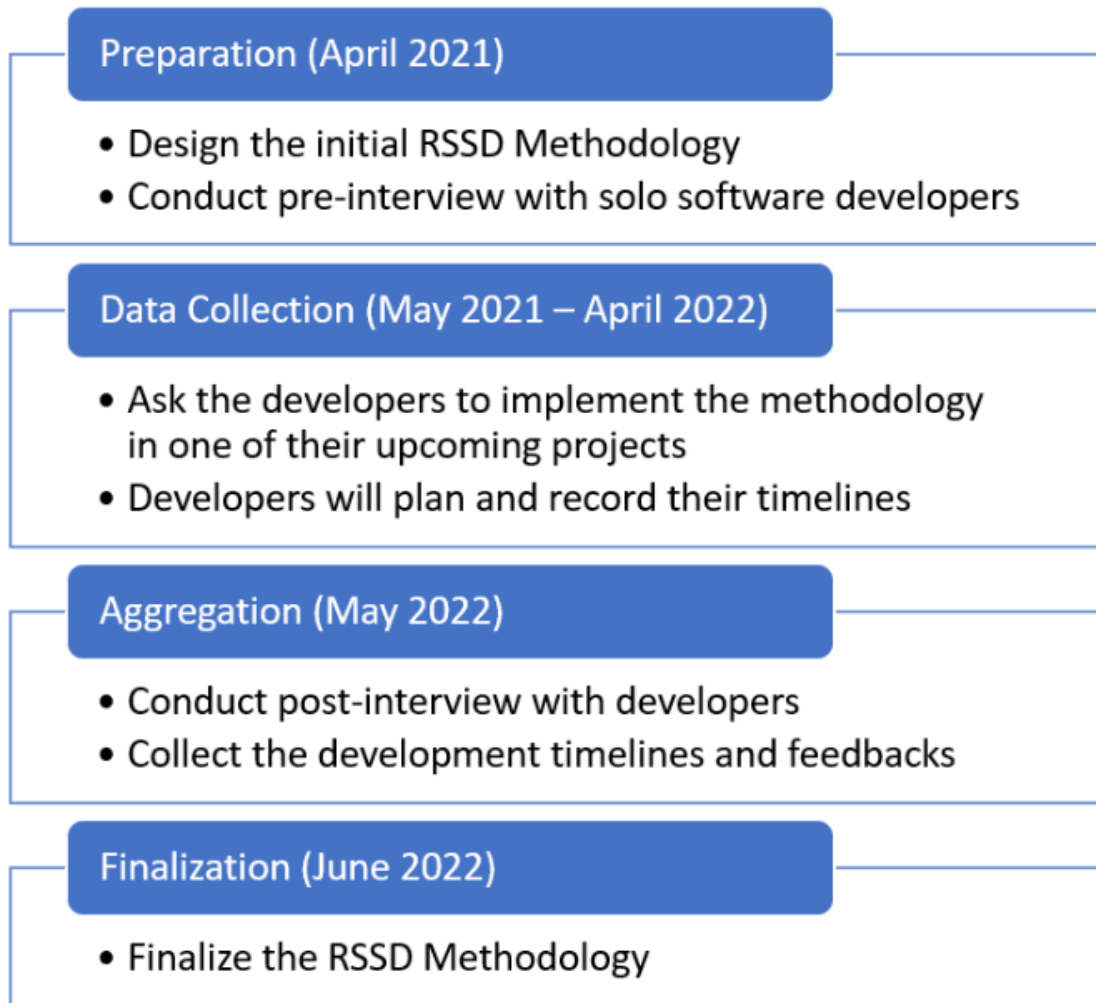 Preparation (April 2021)
• Design the initial RSSD Methodology
• Conduct pre-interview with solo software developers
Data Collection (May 2021 – April 2022)
• Ask the developers to implement the methodology
in one of their upcoming projects
• Developers will plan and record their timelines
Aggregation (May 2022)
• Conduct post-interview with developers
• Collect the development timelines and feedbacks
Finalization (June 2022)
• Finalize the RSSD Methodology